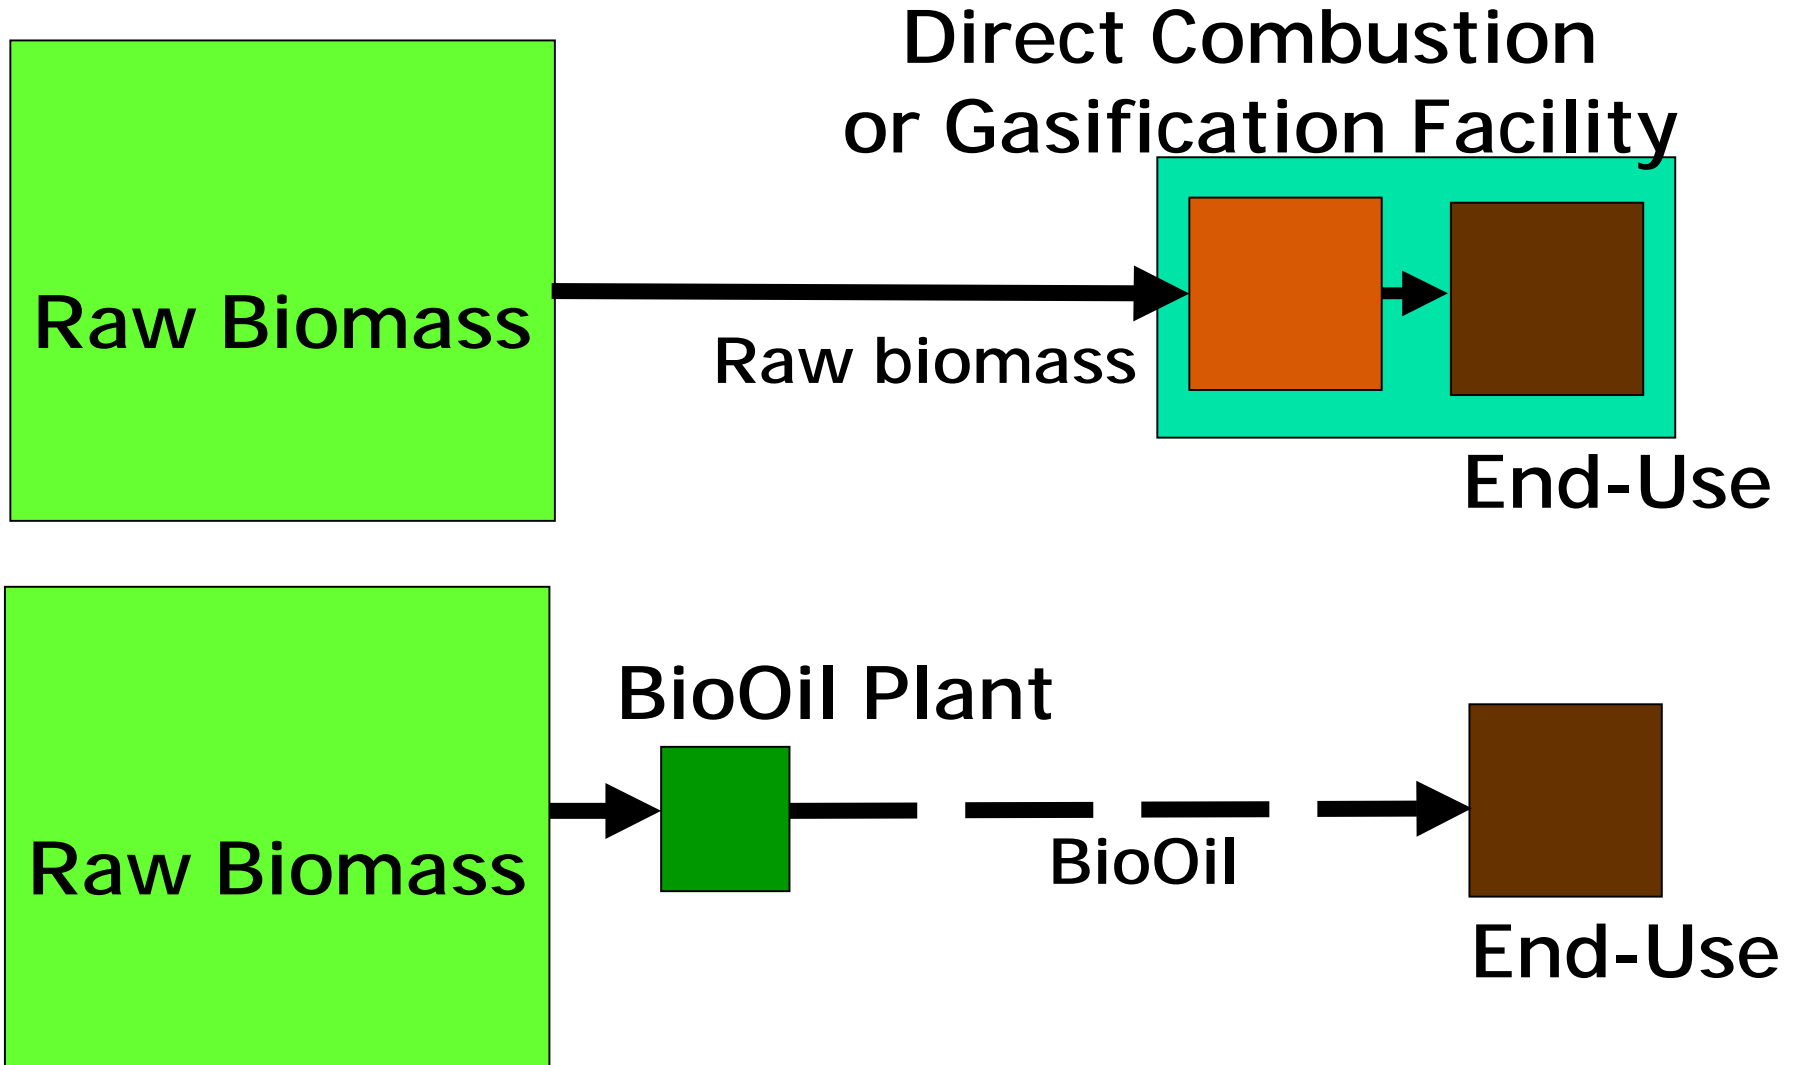 Direct Combustion
or Gasification Facility
Raw Biomass
Raw biomass
End-Use
BioOil Plant
Raw Biomass
BioOil
End-Use